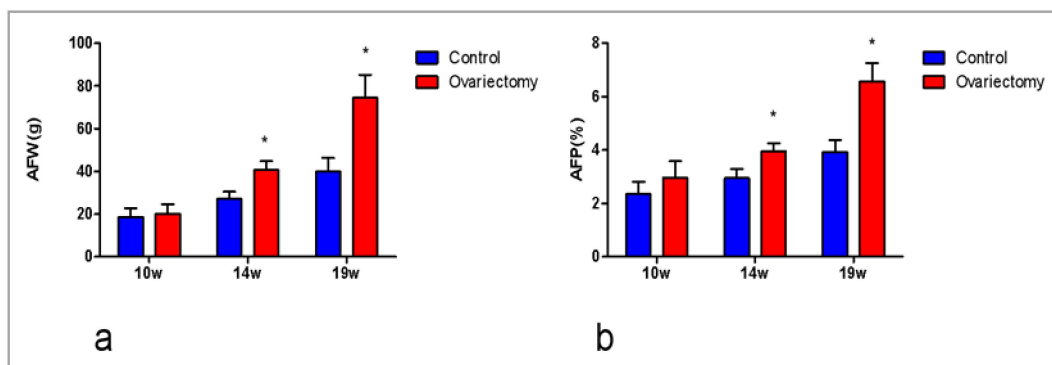 100
80
60
40
20
0
AFW(g)
*
*
10w
14w
19w
Control
Ovariectomy
a
8
6
4
2
0
AFP(%)
*
*
10w
14w
19w
Control
Ovariectomy
b